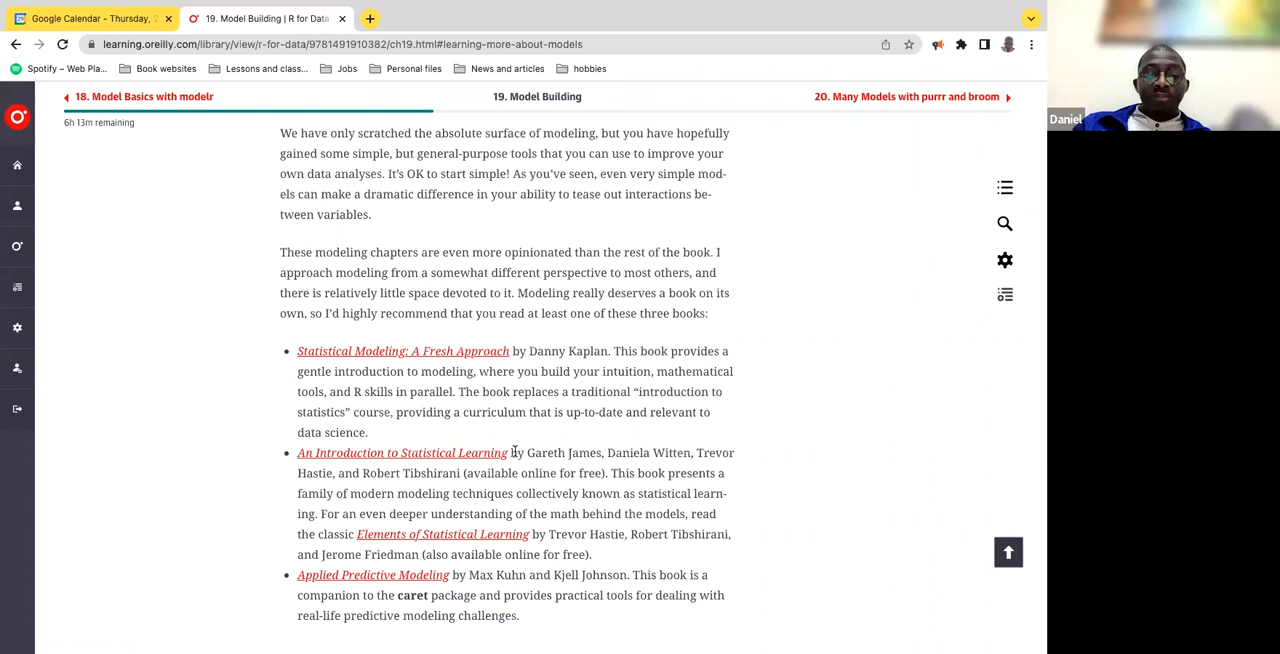 Google Calendar - Thursday, 2
19. Model Building | R for Data
learning.oreilly.com/library/view/r-for-data/9781491910382/ch19.html#learning-more-about-models
Spotify – Web Pla...
Book websites
Lessons and class...
Jobs
Personal files
News and articles
hobbies
18. Model Basics with modelr
19. Model Building
20. Many Models with purrr and broom
6h 13m remaining
Daniel
We have only scratched the absolute surface of modeling, but you have hopefully
gained some simple, but general-purpose tools that you can use to improve your
own data analyses. It’s OK to start simple! As you’ve seen, even very simple mod-
els can make a dramatic difference in your ability to tease out interactions be-
tween variables.
These modeling chapters are even more opinionated than the rest of the book. I
approach modeling from a somewhat different perspective to most others, and
there is relatively little space devoted to it. Modeling really deserves a book on its
own, so I’d highly recommend that you read at least one of these three books:
Statistical Modeling: A Fresh Approach by Danny Kaplan. This book provides a
gentle introduction to modeling, where you build your intuition, mathematical
tools, and R skills in parallel. The book replaces a traditional “introduction to
statistics” course, providing a curriculum that is up-to-date and relevant to
data science.
An Introduction to Statistical Learning by Gareth James, Daniela Witten, Trevor
Hastie, and Robert Tibshirani (available online for free). This book presents a
family of modern modeling techniques collectively known as statistical learn-
ing. For an even deeper understanding of the math behind the models, read
the classic Elements of Statistical Learning by Trevor Hastie, Robert Tibshirani,
and Jerome Friedman (also available online for free).
Applied Predictive Modeling by Max Kuhn and Kjell Johnson. This book is a
companion to the caret package and provides practical tools for dealing with
real-life predictive modeling challenges.